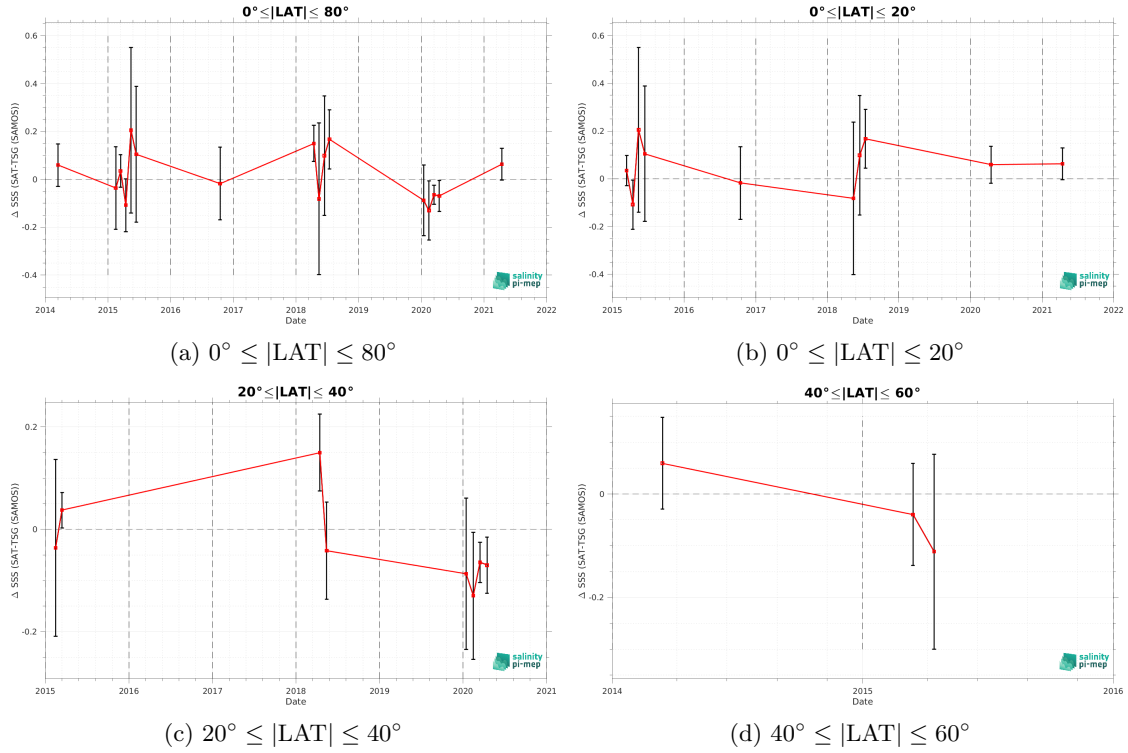 0°≤|LAT|≤ 80°
Δ SSS (SAT-TSG (SAMOS))
0.6
0.4
0.2
0
-0.2
-0.4
2014 2015 2016 2017 2018 2019 2020 2021 2022
Date
salinity
pi-mep
(a) 0° ≤ |LAT| ≤ 80°
0°≤|LAT|≤ 20°
Δ SSS (SAT-TSG (SAMOS))
0.6
0.4
0.2
0
-0.2
-0.4
2015 2016 2017 2018 2019 2020 2021 2022
Date
salinity
pi-mep
(b) 0° ≤ |LAT| ≤ 20°
20°≤|LAT|≤ 40°
Δ SSS (SAT-TSG (SAMOS))
0.2
0
-0.2
2015 2016 2017 2018 2019 2020 2021
Date
salinity
pi-mep
(c) 20° ≤ |LAT| ≤ 40°
40°≤|LAT|≤ 60°
Δ SSS (SAT-TSG (SAMOS))
0
-0.2
2014 2015 2016
Date
salinity
pi-mep
(d) 40° ≤ |LAT| ≤ 60°